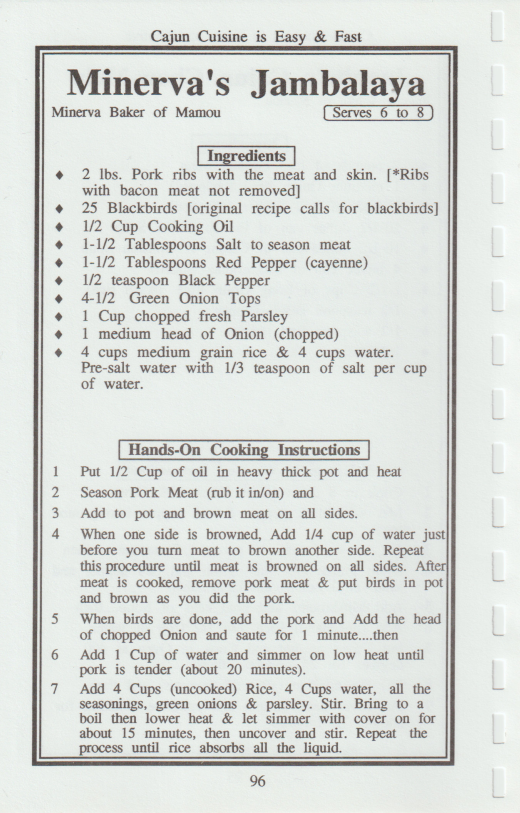 Cajun Cuisine is Easy & Fast
Minerva's Jambalaya
Minerva Baker of Mamou
Serves 6 to 8
Ingredients
♦ 2 lbs. Pork ribs with the meat and skin. [*Ribs
with bacon meat not removed]
♦ 25 Blackbirds [original recipe calls for blackbirds]
♦ 1/2 Cup Cooking Oil
♦ 1-1/2 Tablespoons Salt to season meat
♦ 1-1/2 Tablespoons Red Pepper (cayenne)
♦ 1/2 teaspoon Black Pepper
♦ 4-1/2 Green Onion Tops
♦ 1 Cup chopped fresh Parsley
♦ 1 medium head of Onion (chopped)
♦ 4 cups medium grain rice & 4 cups water.
Pre-salt water with 1/3 teaspoon of salt per cup
of water.
Hands-On Cooking Instructions
1 Put 1/2 Cup of oil in heavy thick pot and heat
2 Season Pork Meat (rub it in/on) and
3 Add to pot and brown meat on all sides.
4 When one side is browned, Add 1/4 cup of water just
before you turn meat to brown another side. Repeat
this procedure until meat is browned on all sides. After
meat is cooked, remove pork meat & put birds in pot
and brown as you did the pork.
5 When birds are done, add the pork and Add the head
of chopped Onion and saute for 1 minute....then
6 Add 1 Cup of water and simmer on low heat until
pork is tender (about 20 minutes).
7 Add 4 Cups (uncooked) Rice, 4 Cups water, all the
seasonings, green onions & parsley. Stir. Bring to a
boil then lower heat & let simmer with cover on for
about 15 minutes, then uncover and stir. Repeat the
process until rice absorbs all the liquid.
96